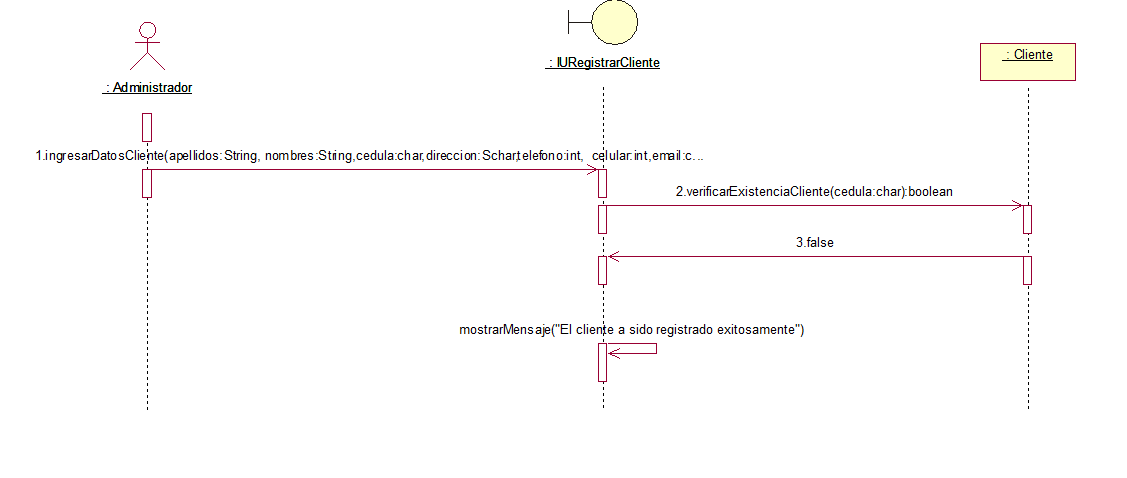 : IURegistrarCliente
: Cliente
: Administrador
1.ingresarDatosCliente(apellidos:String, nombres:String,cedula:char,direccion:Schar,telefono:int, celular:int,email:c...
2.verificarExistenciaCliente(cedula:char):boolean
3.false
mostrarMensaje("El cliente a sido registrado exitosamente")